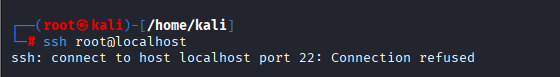 ┌──(root㉿kali)-[/home/kali]
└─# ssh root@localhost
ssh: connect to host localhost port 22: Connection refused